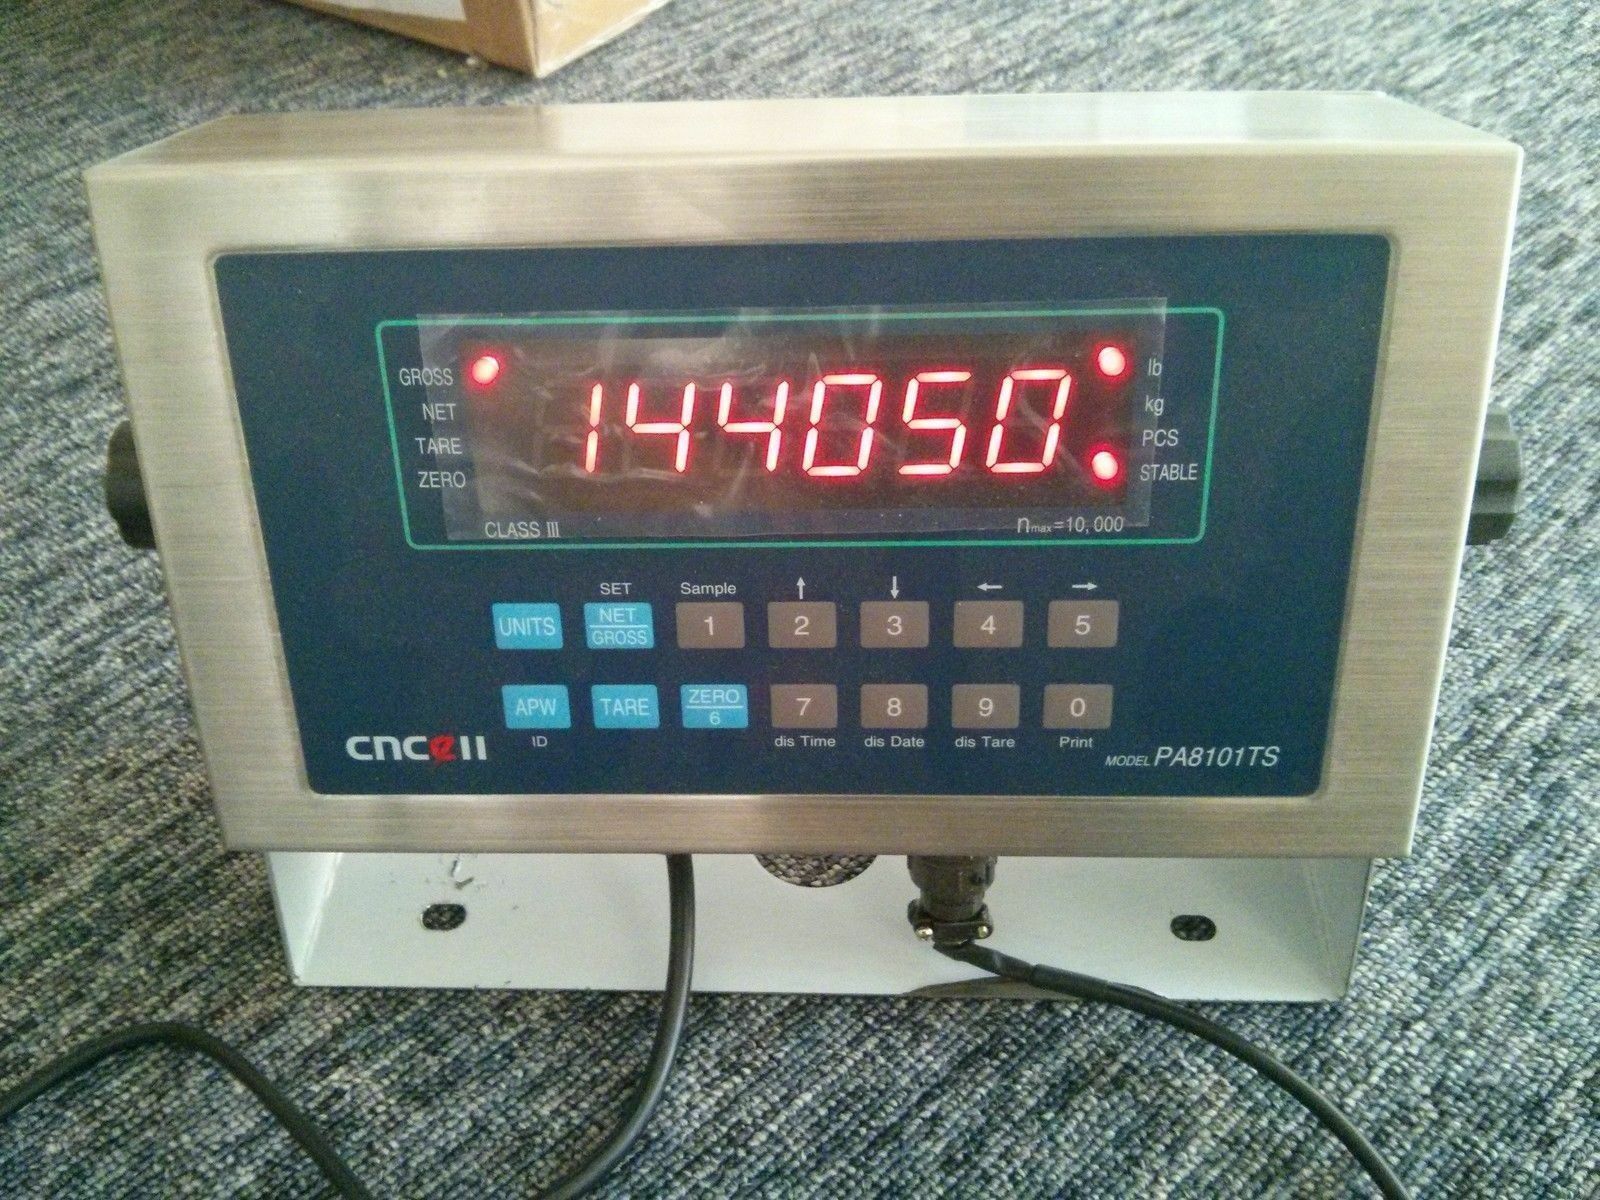 GROSS
NET
TARE
ZERO
144050
lb
kg
PCS
STABLE
CLASS III
nmax=10,000
SET
Sample
↑
↓
←
→
UNITS
NET
GROSS
1
2
3
4
5
APW
TARE
ZERO
6
7
8
9
0
ID
dis Time
dis Date
dis Tare
Print
cncell
MODEL PA8101TS